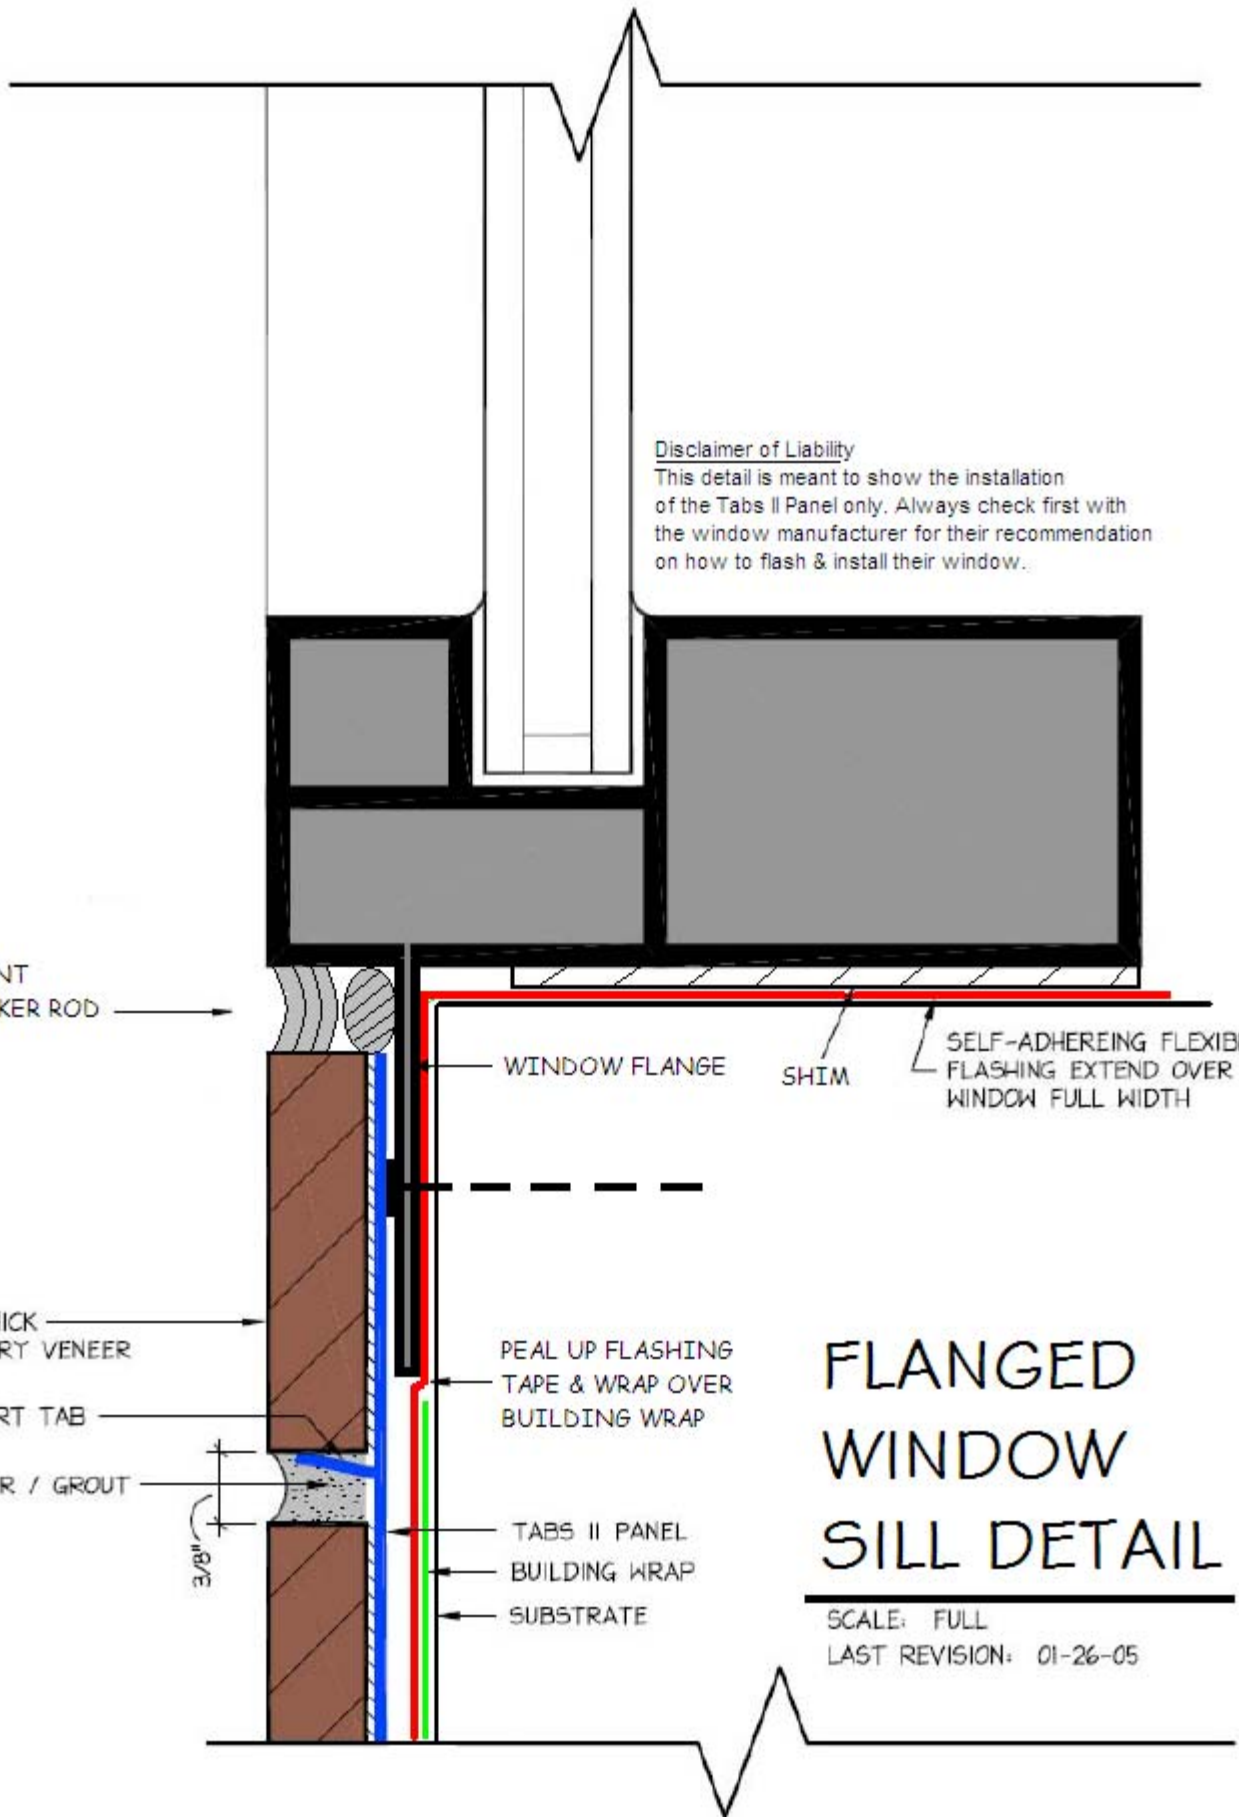 Disclaimer of Liability
This detail is meant to show the installation
of the Tabs II Panel only. Always check first with
the window manufacturer for their recommendation
on how to flash & install their window.
NT
KER ROD
WINDOW FLANGE
SHIM
SELF-ADHEREING FLEXIB
FLASHING EXTEND OVER
WINDOW FULL WIDTH
ICK
RY VENEER
PEAL UP FLASHING
TAPE & WRAP OVER
BUILDING WRAP
RT TAB
R / GROUT
3/8"
TABS II PANEL
BUILDING WRAP
SUBSTRATE
FLANGED
WINDOW
SILL DETAIL
SCALE: FULL
LAST REVISION: 01-26-05